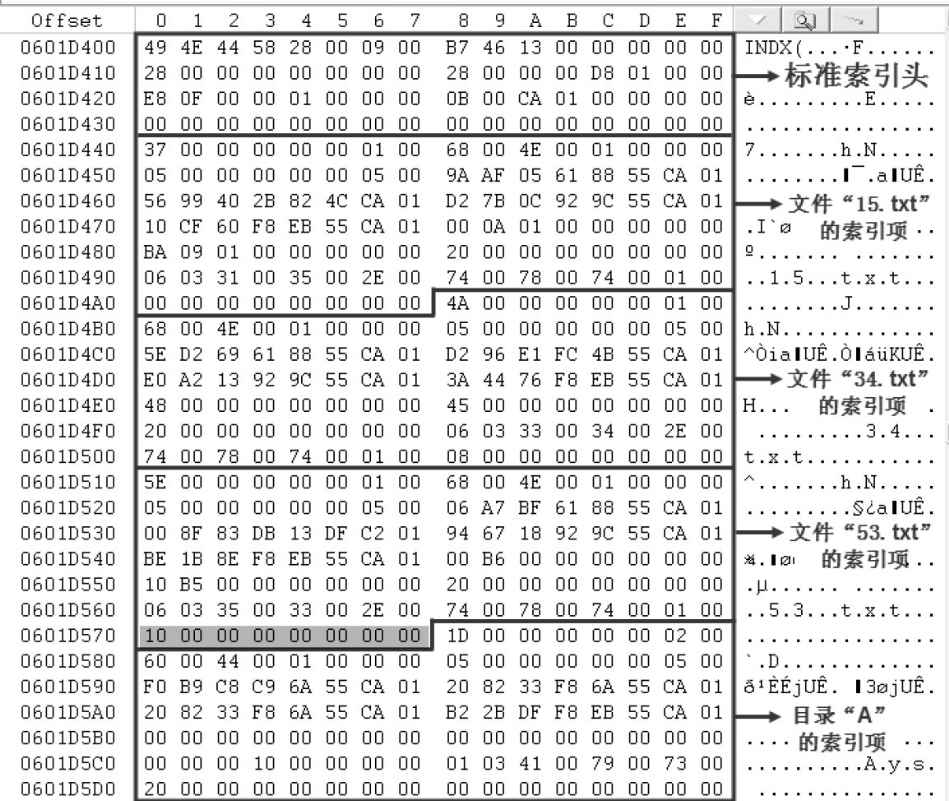 Offset 0 1 2 3 4 5 6 7 8 9 A B C D E F
0601D400 49 4E 44 58 28 00 09 00 B7 46 13 00 00 00 00 00 INDX(....·F......
0601D410 28 00 00 00 00 00 00 00 28 00 00 00 D8 01 00 00 标准索引头
0601D420 E8 0F 00 00 01 00 00 00 0B 00 CA 01 00 00 00 00 è.........E.....
0601D430 00 00 00 00 00 00 00 00 00 00 00 00 00 00 00 00 ................
0601D440 37 00 00 00 00 00 01 00 68 00 4E 00 01 00 00 00 7.......h.N.....
0601D450 05 00 00 00 00 00 05 00 9A AF 05 61 88 55 CA 01 .........¯.a.UÊ.
0601D460 56 99 40 2B 82 4C CA 01 D2 7B 0C 92 9C 55 CA 01 文件“15.txt”
0601D470 10 CF 60 F8 EB 55 CA 01 00 0A 01 00 00 00 00 00 .Ï`ø 的索引项 ..
0601D480 BA 09 01 00 00 00 00 00 20 00 00 00 00 00 00 00 º....... .......
0601D490 06 03 31 00 35 00 2E 00 74 00 78 00 74 00 01 00 ..1.5...t.x.t...
0601D4A0 00 00 00 00 00 00 00 00 4A 00 00 00 00 00 01 00 ........J.......
0601D4B0 68 00 4E 00 01 00 00 00 05 00 00 00 00 00 05 00 h.N.............
0601D4C0 5E D2 69 61 88 55 CA 01 D2 96 E1 FC 4B 55 CA 01 ^Òia.UÊ.Ò.áüKUÊ.
0601D4D0 E0 A2 13 92 9C 55 CA 01 3A 44 76 F8 EB 55 CA 01 文件“34.txt”
0601D4E0 48 00 00 00 00 00 00 00 45 00 00 00 00 00 00 00 H... 的索引项 .
0601D4F0 20 00 00 00 00 00 00 00 06 03 33 00 34 00 2E 00 .........3.4...
0601D500 74 00 78 00 74 00 01 00 08 00 00 00 00 00 00 00 t.x.t...........
0601D510 5E 00 00 00 00 00 01 00 68 00 4E 00 01 00 00 00 ^.......h.N.....
0601D520 05 00 00 00 00 00 05 00 06 A7 BF 61 88 55 CA 01 .........§¿a.UÊ.
0601D530 00 8F 83 DB 13 DF C2 01 94 67 18 92 9C 55 CA 01 文件“53.txt”
0601D540 BE 1B 8E F8 EB 55 CA 01 00 B6 00 00 00 00 00 00 ¾..ø 的索引项 ..
0601D550 10 B5 00 00 00 00 00 00 20 00 00 00 00 00 00 00 .µ...... .......
0601D560 06 03 35 00 33 00 2E 00 74 00 78 00 74 00 01 00 ..5.3...t.x.t...
0601D570 10 00 00 00 00 00 00 00 1D 00 00 00 00 00 02 00 ................
0601D580 60 00 44 00 01 00 00 00 05 00 00 00 00 00 05 00 `.D.............
0601D590 F0 B9 C8 C9 6A 55 CA 01 20 82 33 F8 6A 55 CA 01 ð¹ÈÉjUÊ. .3øjUÊ.
0601D5A0 20 82 33 F8 6A 55 CA 01 B2 2B DF F8 EB 55 CA 01 目录“A”
0601D5B0 00 00 00 00 00 00 00 00 00 00 00 00 00 00 00 00 .... 的索引项 ...
0601D5C0 00 00 00 10 00 00 00 00 01 03 41 00 79 00 73 00 ..........A.y.s.
0601D5D0 20 00 00 00 00 00 00 00 00 00 00 00 00 00 00 00 ...............